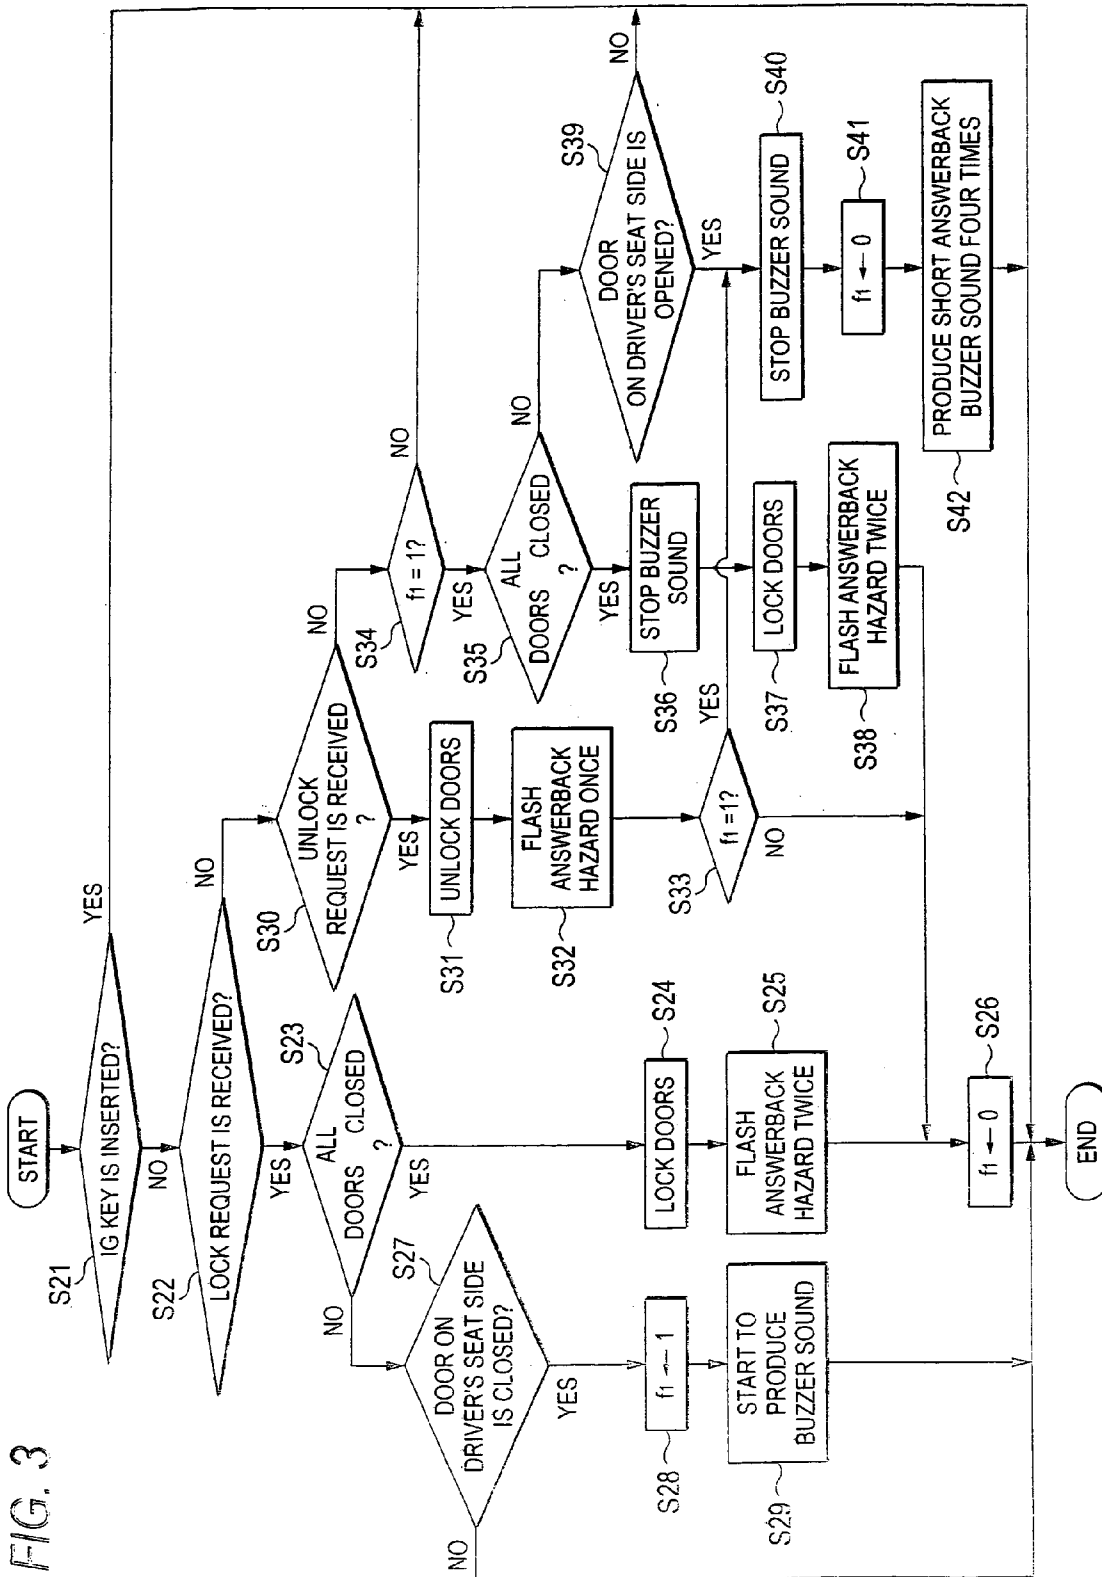 FIG. 3
START
S21
IG KEY IS INSERTED?
YES
NO
S22
LOCK REQUEST IS RECEIVED?
NO
YES
S23
ALL
DOORS CLOSED
?
NO
YES
S27
DOOR ON
DRIVER'S SEAT SIDE
IS CLOSED?
NO
YES
S28
f1 ← 1
S29
START TO
PRODUCE
BUZZER SOUND
S24
LOCK DOORS
S25
FLASH
ANSWERBACK
HAZARD TWICE
S26
f1 ← 0
END
S30
UNLOCK
REQUEST IS RECEIVED
?
NO
YES
S31
UNLOCK DOORS
S32
FLASH
ANSWERBACK
HAZARD ONCE
S33
f1 =1?
YES
NO
S34
f1 = 1?
NO
YES
S35
ALL
DOORS CLOSED
?
NO
YES
S36
STOP BUZZER
SOUND
S37
LOCK DOORS
S38
FLASH ANSWERBACK
HAZARD TWICE
S39
DOOR
ON DRIVER'S SEAT SIDE IS
OPENED?
NO
YES
S40
STOP BUZZER SOUND
S41
f1 ← 0
S42
PRODUCE SHORT ANSWERBACK
BUZZER SOUND FOUR TIMES